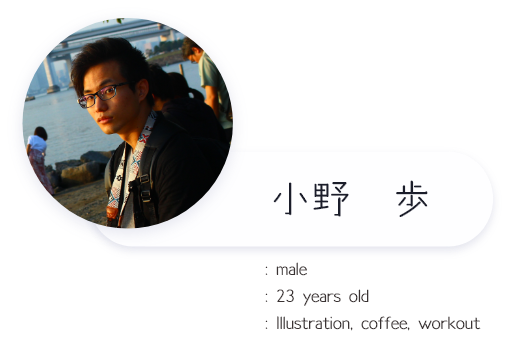 小野　歩
: male
: 23 years old
: Illustration, coffee, workout